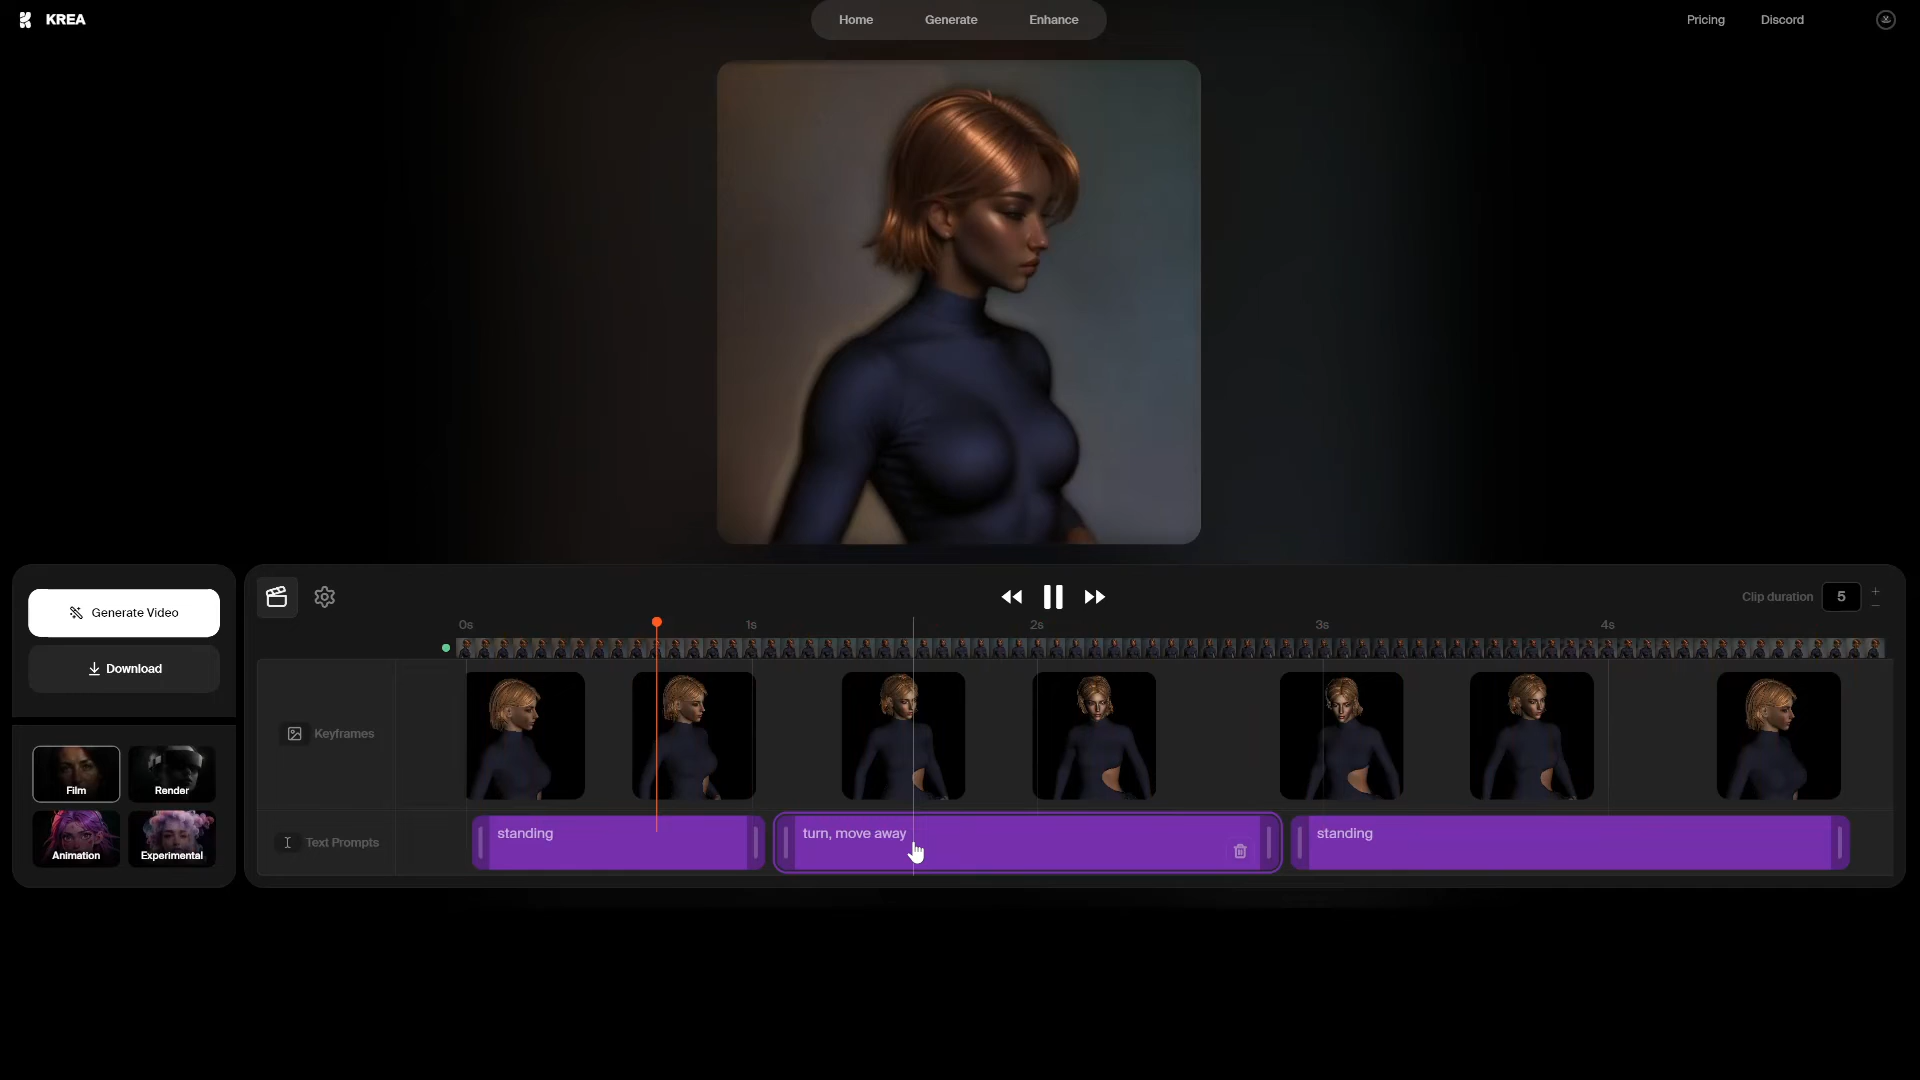 KREA
Home
Generate
Enhance
Pricing
Discord
Generate Video
Download
Clip duration
5
0s
1s
2s
3s
4s
Keyframes
Film
Render
Animation
Experimental
Text Prompts
standing
turn, move away
standing